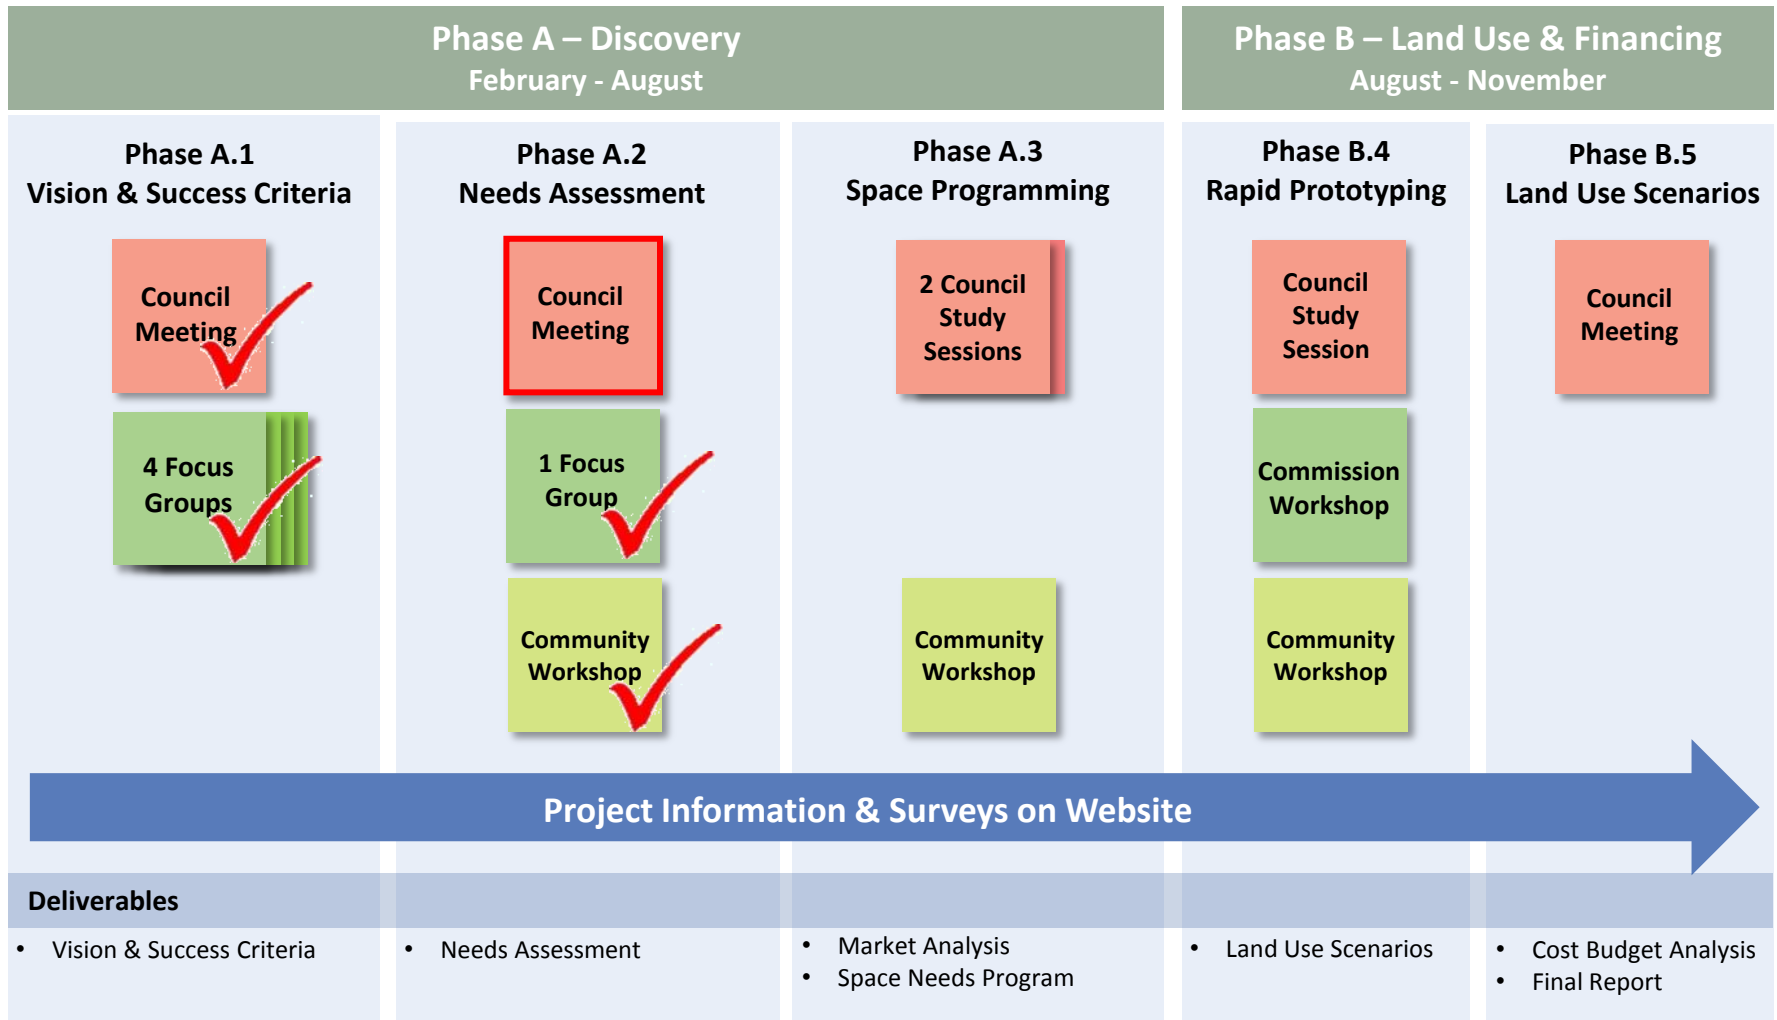 Phase A – Discovery
February - August
Phase B – Land Use & Financing
August - November
Phase A.1
Vision & Success Criteria
Council
Meeting
4 Focus
Groups
Phase A.2
Needs Assessment
Council
Meeting
1 Focus
Group
Community
Workshop
Phase A.3
Space Programming
2 Council
Study
Sessions
Community
Workshop
Phase B.4
Rapid Prototyping
Council
Study
Session
Commission
Workshop
Community
Workshop
Phase B.5
Land Use Scenarios
Council
Meeting
Project Information & Surveys on Website
Deliverables
• Vision & Success Criteria
• Needs Assessment
• Market Analysis
• Space Needs Program
• Land Use Scenarios
• Cost Budget Analysis
• Final Report